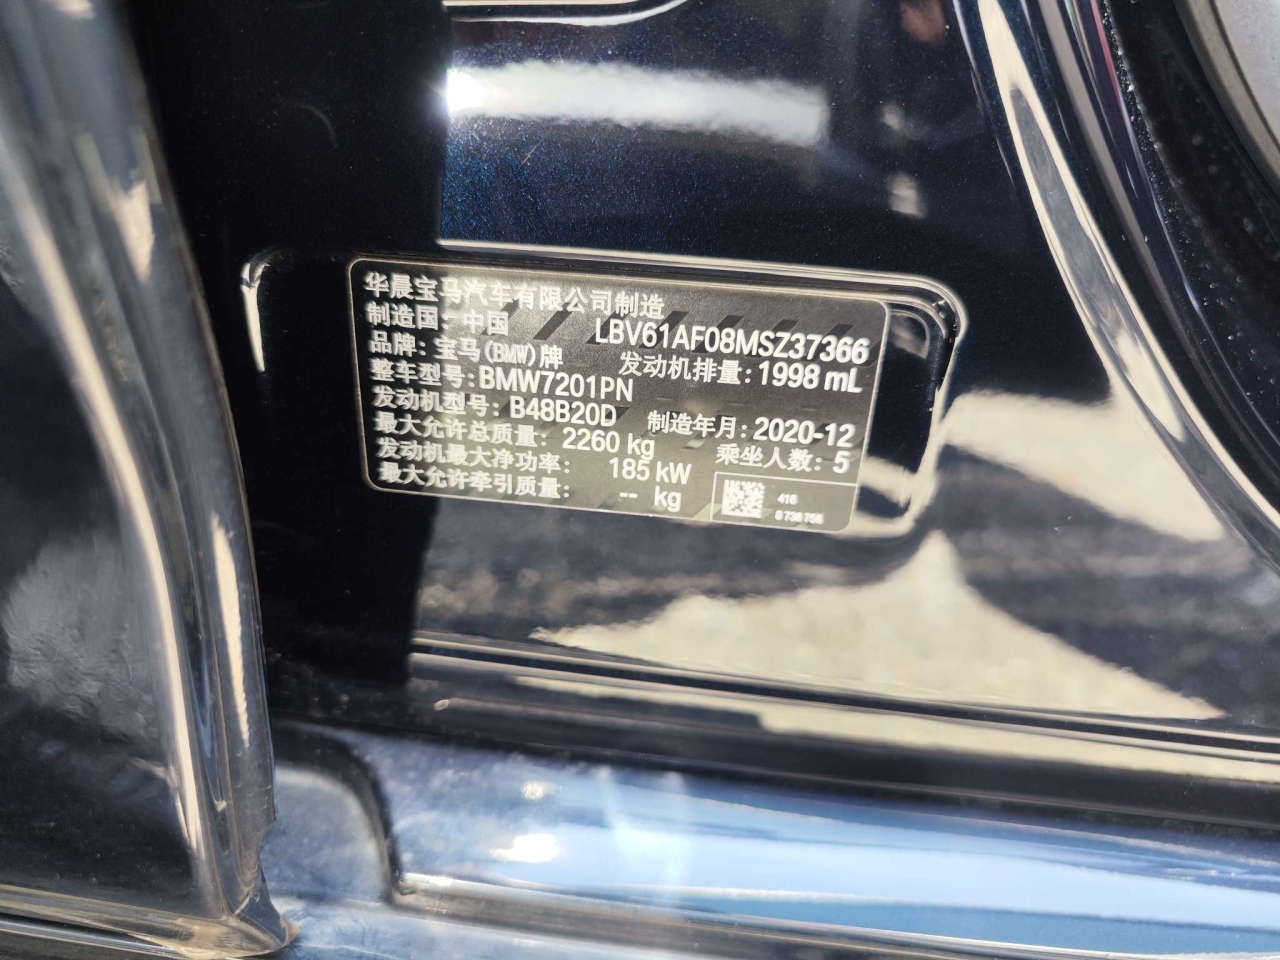 华晨宝马汽车有限公司制造
制造国: 中国 LBV61AF08MSZ37366
品牌: 宝马(BMW)牌 发动机排量: 1998 mL
整车型号: BMW7201PN
发动机型号: B48B20D 制造年月: 2020-12
最大允许总质量: 2260 kg 乘坐人数: 5
发动机最大净功率: 185 kW
最大允许牵引质量: -- kg
416
8 738 756